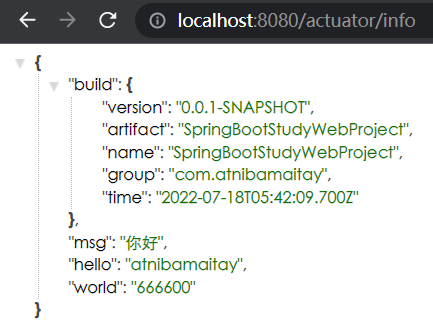 localhost:8080/actuator/info
{
"build": {
"version": "0.0.1-SNAPSHOT",
"artifact": "SpringBootStudyWebProject",
"name": "SpringBootStudyWebProject",
"group": "com.atnibamaitay",
"time": "2022-07-18T05:42:09.700Z"
},
"msg": "你好",
"hello": "atnibamaitay",
"world": "666600"
}